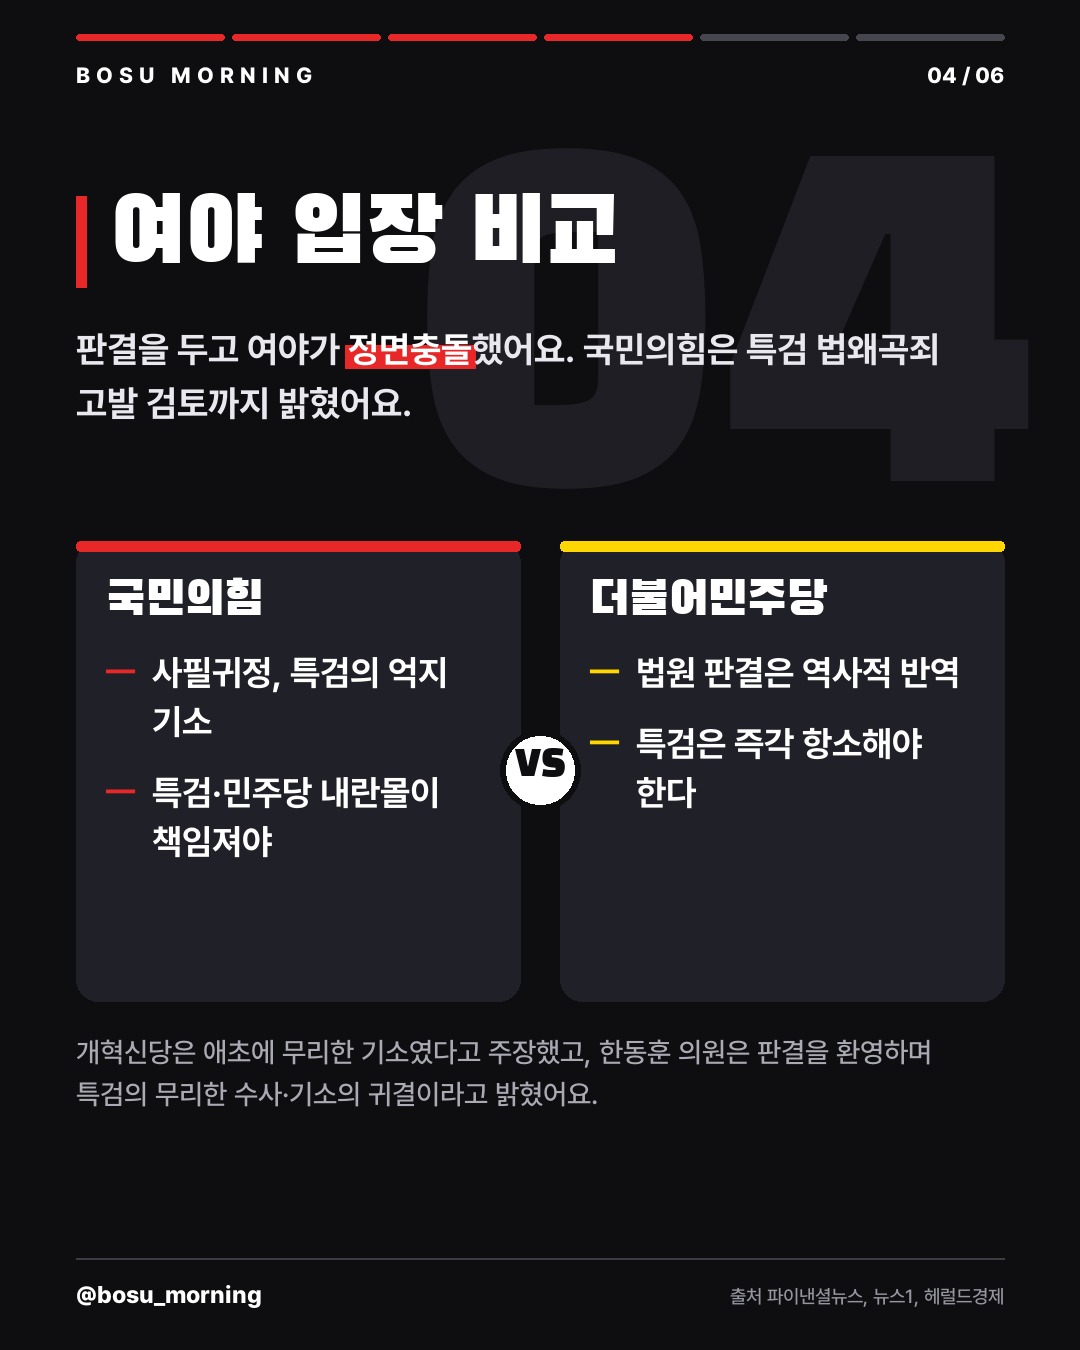 BOSU MORNING
04 / 06
04
여야 입장 비교
판결을 두고 여야가 정면충돌했어요. 국민의힘은 특검 법왜곡죄
고발 검토까지 밝혔어요.
국민의힘
— 사필귀정, 특검의 억지
기소
— 특검·민주당 내란몰이
책임져야
VS
더불어민주당
— 법원 판결은 역사적 반역
— 특검은 즉각 항소해야
한다
개혁신당은 애초에 무리한 기소였다고 주장했고, 한동훈 의원은 판결을 환영하며
특검의 무리한 수사·기소의 귀결이라고 밝혔어요.
@bosu_morning
출처 파이낸셜뉴스, 뉴스1, 헤럴드경제